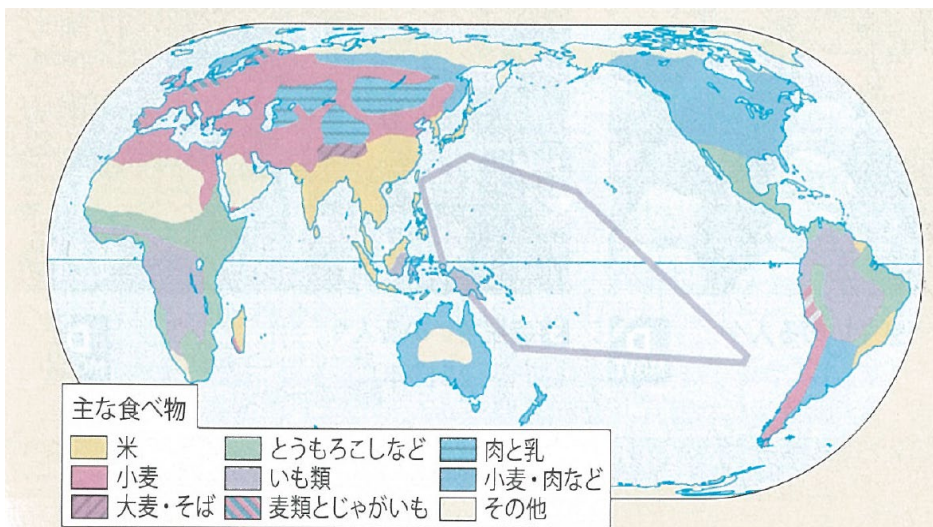 主な食べ物
米
小麦
大麦・そば
とうもろこしなど
いも類
麦類とじゃがいも
肉と乳
小麦・肉など
その他